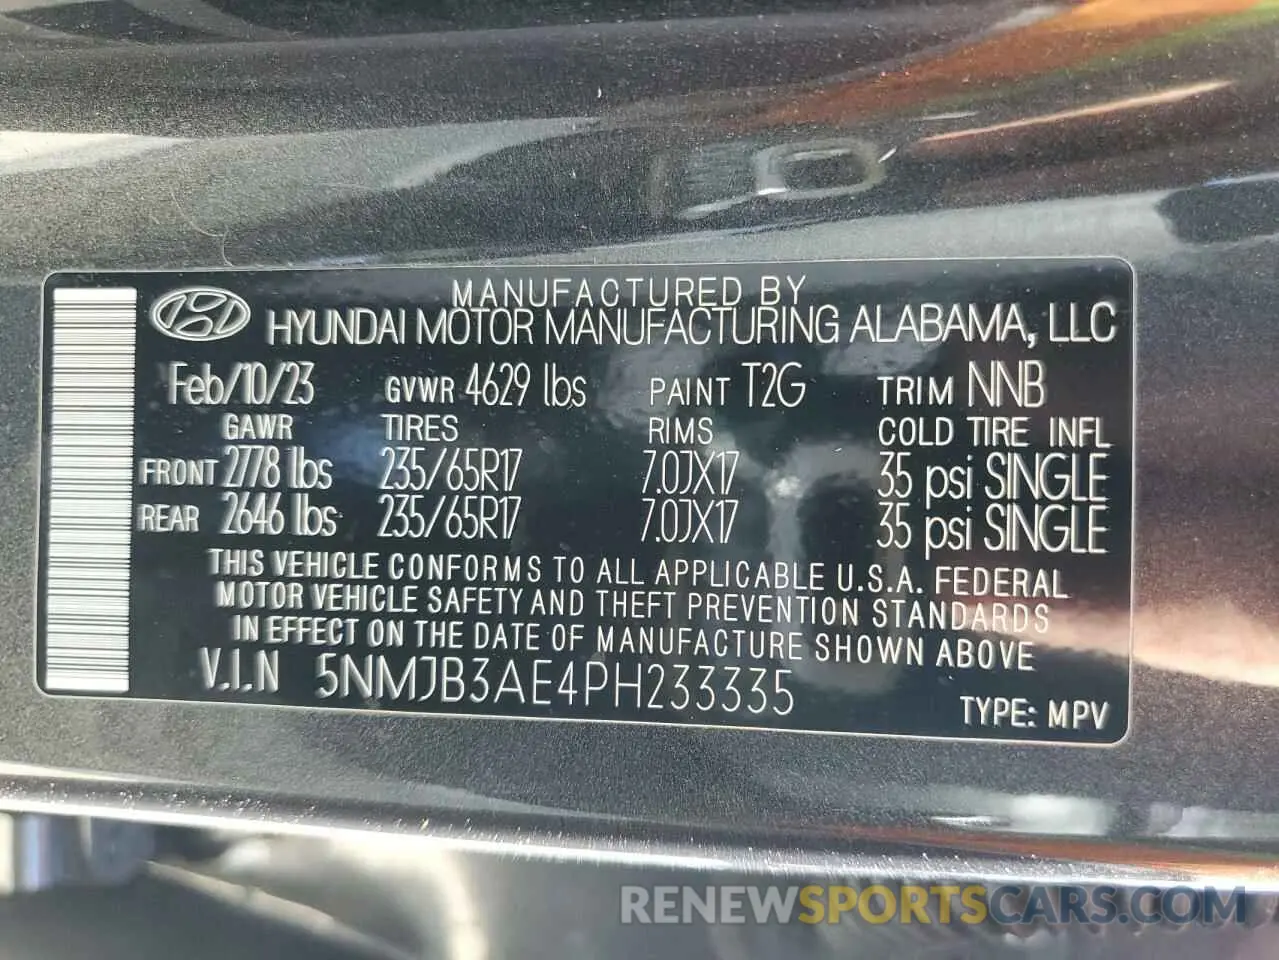 MANUFACTURED BY
HYUNDAI MOTOR MANUFACTURING ALABAMA, LLC
Feb/10/23 GVWR 4629 lbs PAINT T2G TRIM NNB
GAWR TIRES RIMS COLD TIRE INFL
FRONT 2778 lbs 235/65R17 7.0JX17 35 psi SINGLE
REAR 2646 lbs 235/65R17 7.0JX17 35 psi SINGLE
THIS VEHICLE CONFORMS TO ALL APPLICABLE U.S.A. FEDERAL
MOTOR VEHICLE SAFETY AND THEFT PREVENTION STANDARDS
IN EFFECT ON THE DATE OF MANUFACTURE SHOWN ABOVE
V.I.N 5NMJB3AE4PH233335
TYPE: MPV
RENEWSPORTSCARS.COM